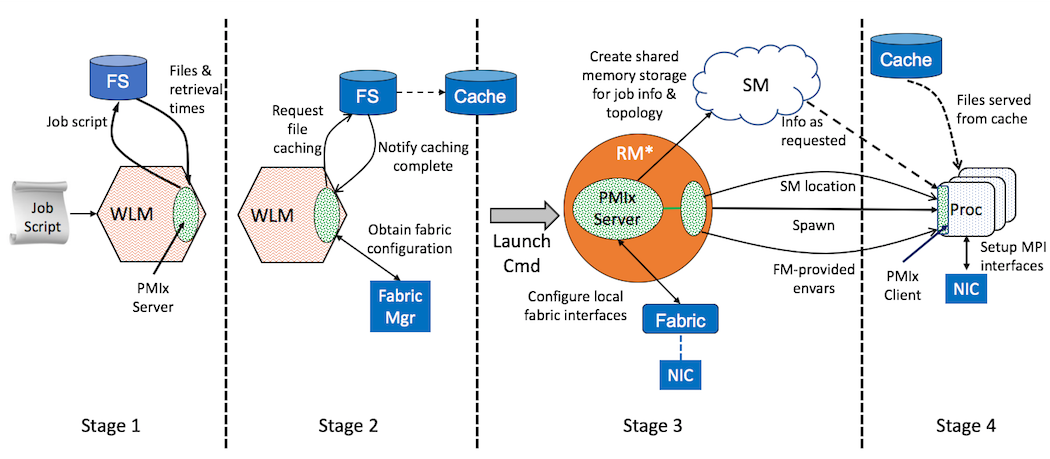 FS
Files &
retrieval
times
Job script
WLM
Job
Script
PMIx
Server
Stage 1
FS
Cache
Request
file
caching
Notify caching
complete
WLM
Obtain fabric
configuration
Fabric
Mgr
Stage 2
Launch
Cmd
Create shared
memory storage
for job info &
topology
SM
Info as
requested
RM*
PMIx
Server
SM location
Spawn
FM-provided
envars
Configure local
fabric interfaces
Fabric
NIC
Stage 3
Cache
Files served
from cache
Proc
PMIx
Client
Setup MPI
interfaces
NIC
Stage 4